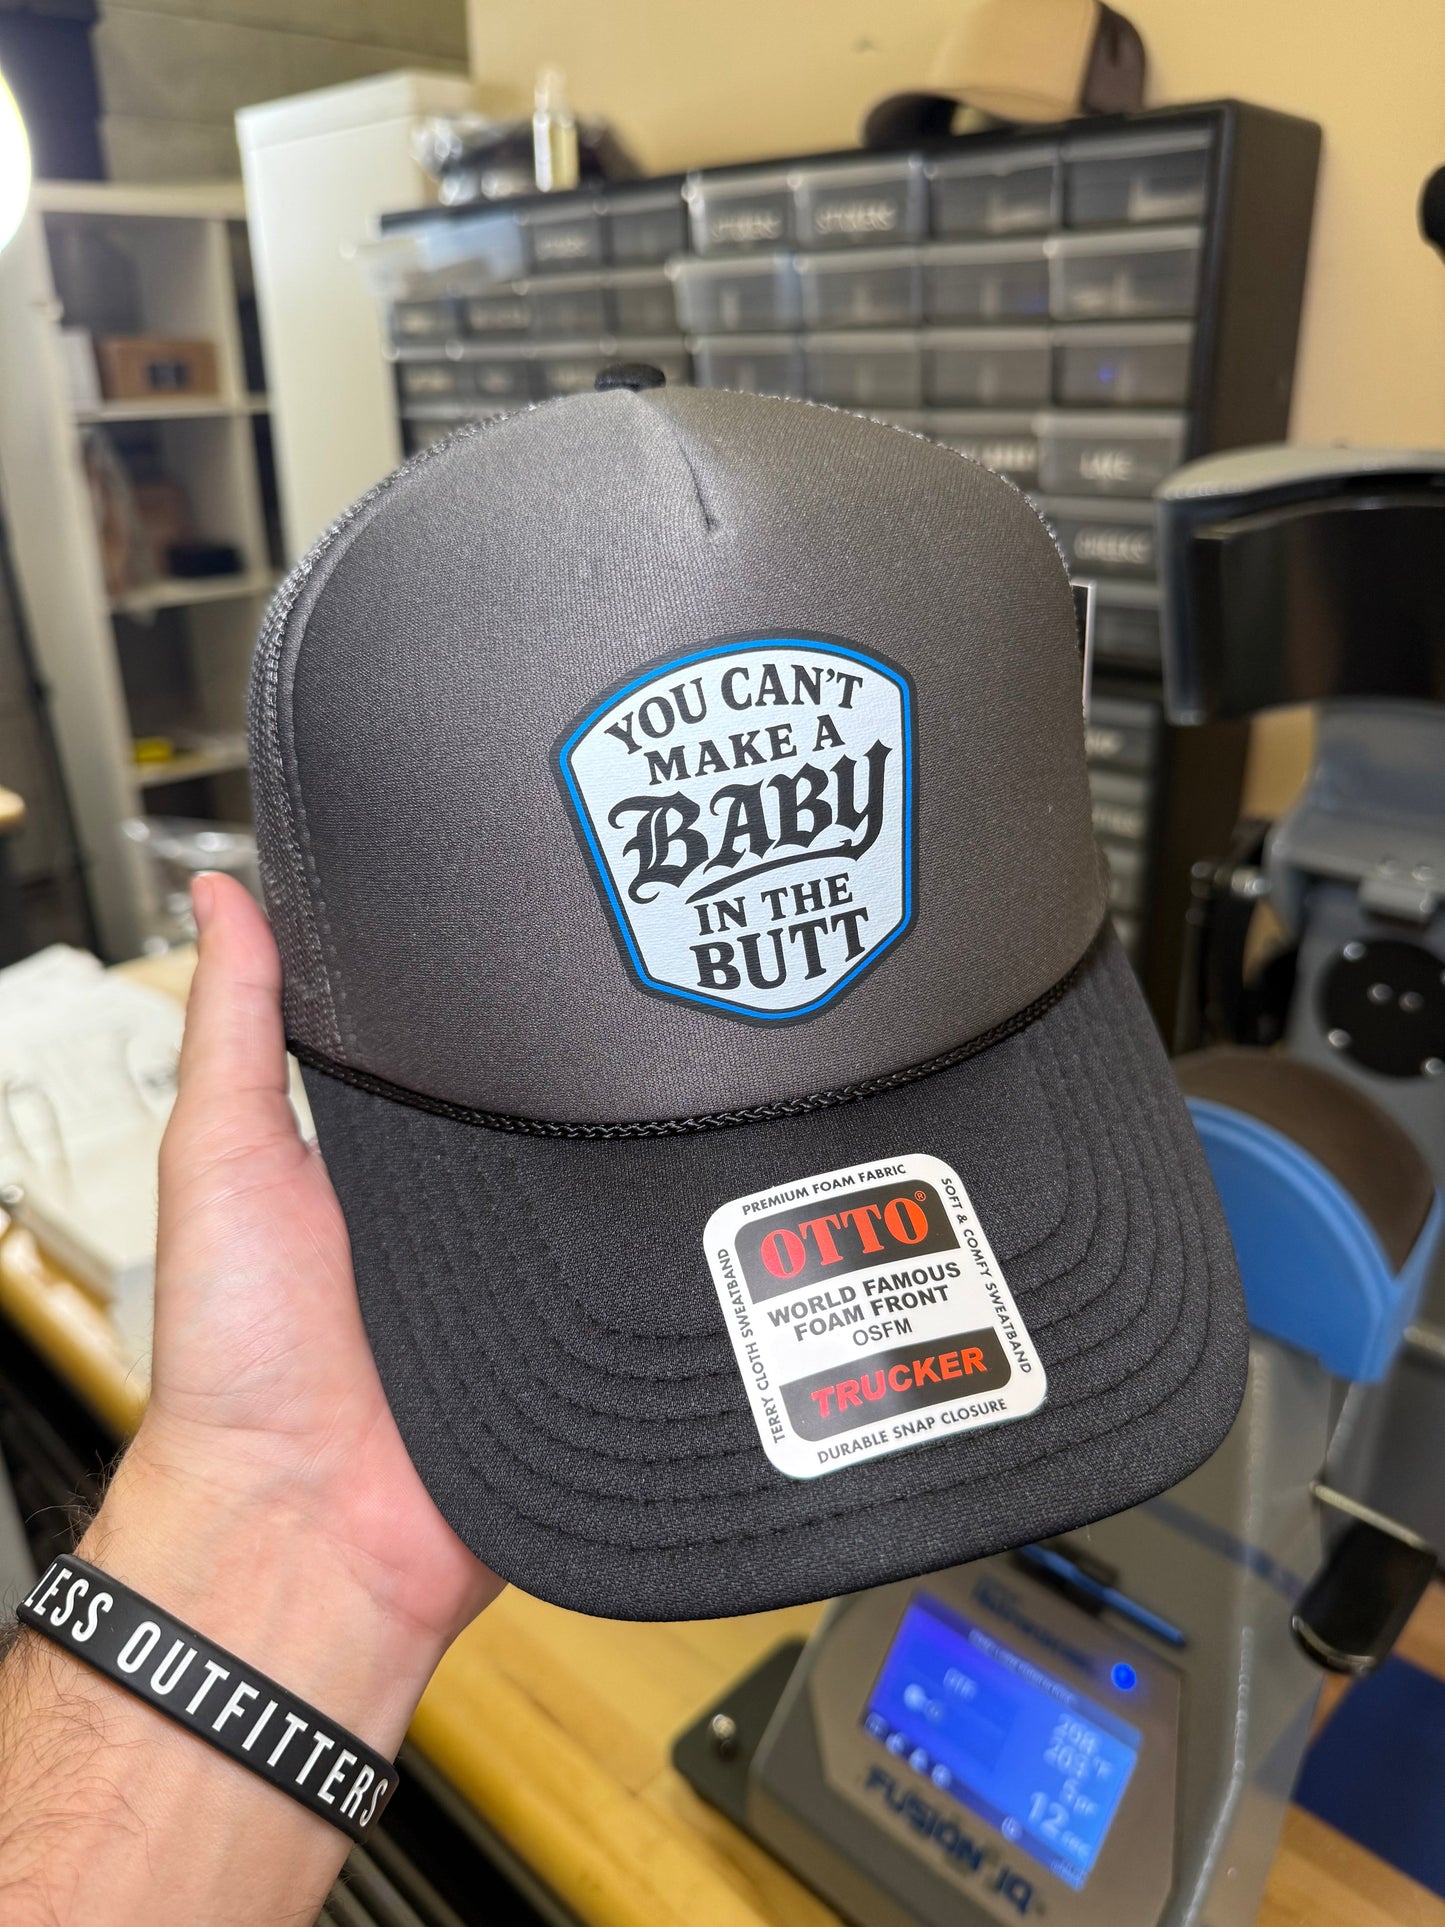 YOU CAN'T
MAKE A
BABY
IN THE
BUTT
PREMIUM FOAM FABRIC
SOFT & COMFY SWEATBAND
TERRY CLOTH SWEATBAND
OTTO®
WORLD FAMOUS
FOAM FRONT
OSFM
TRUCKER
DURABLE SNAP CLOSURE
LESS OUTFITTERS
FUSION IQ
12